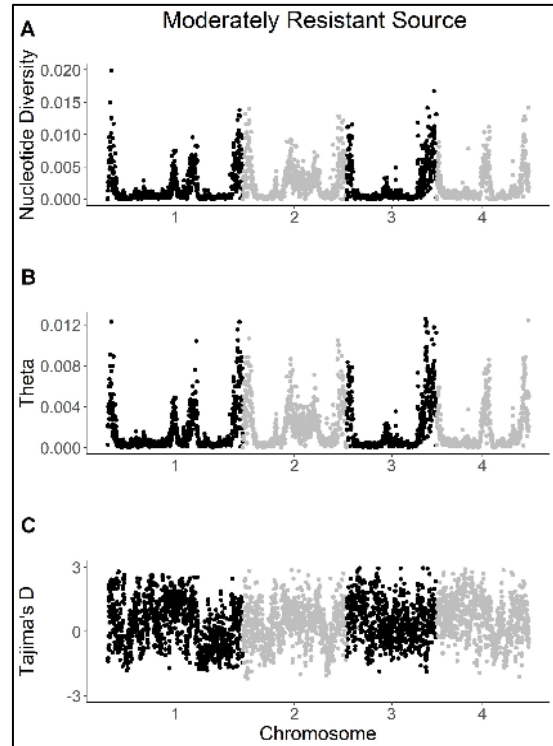 Moderately Resistant Source
A
Nucleotide Diversity
0.020
0.015
0.010
0.005
0.000
1 2 3 4
B
Theta
0.012
0.008
0.004
0.000
1 2 3 4
C
Tajima's D
3
0
-3
1 2 3 4
Chromosome